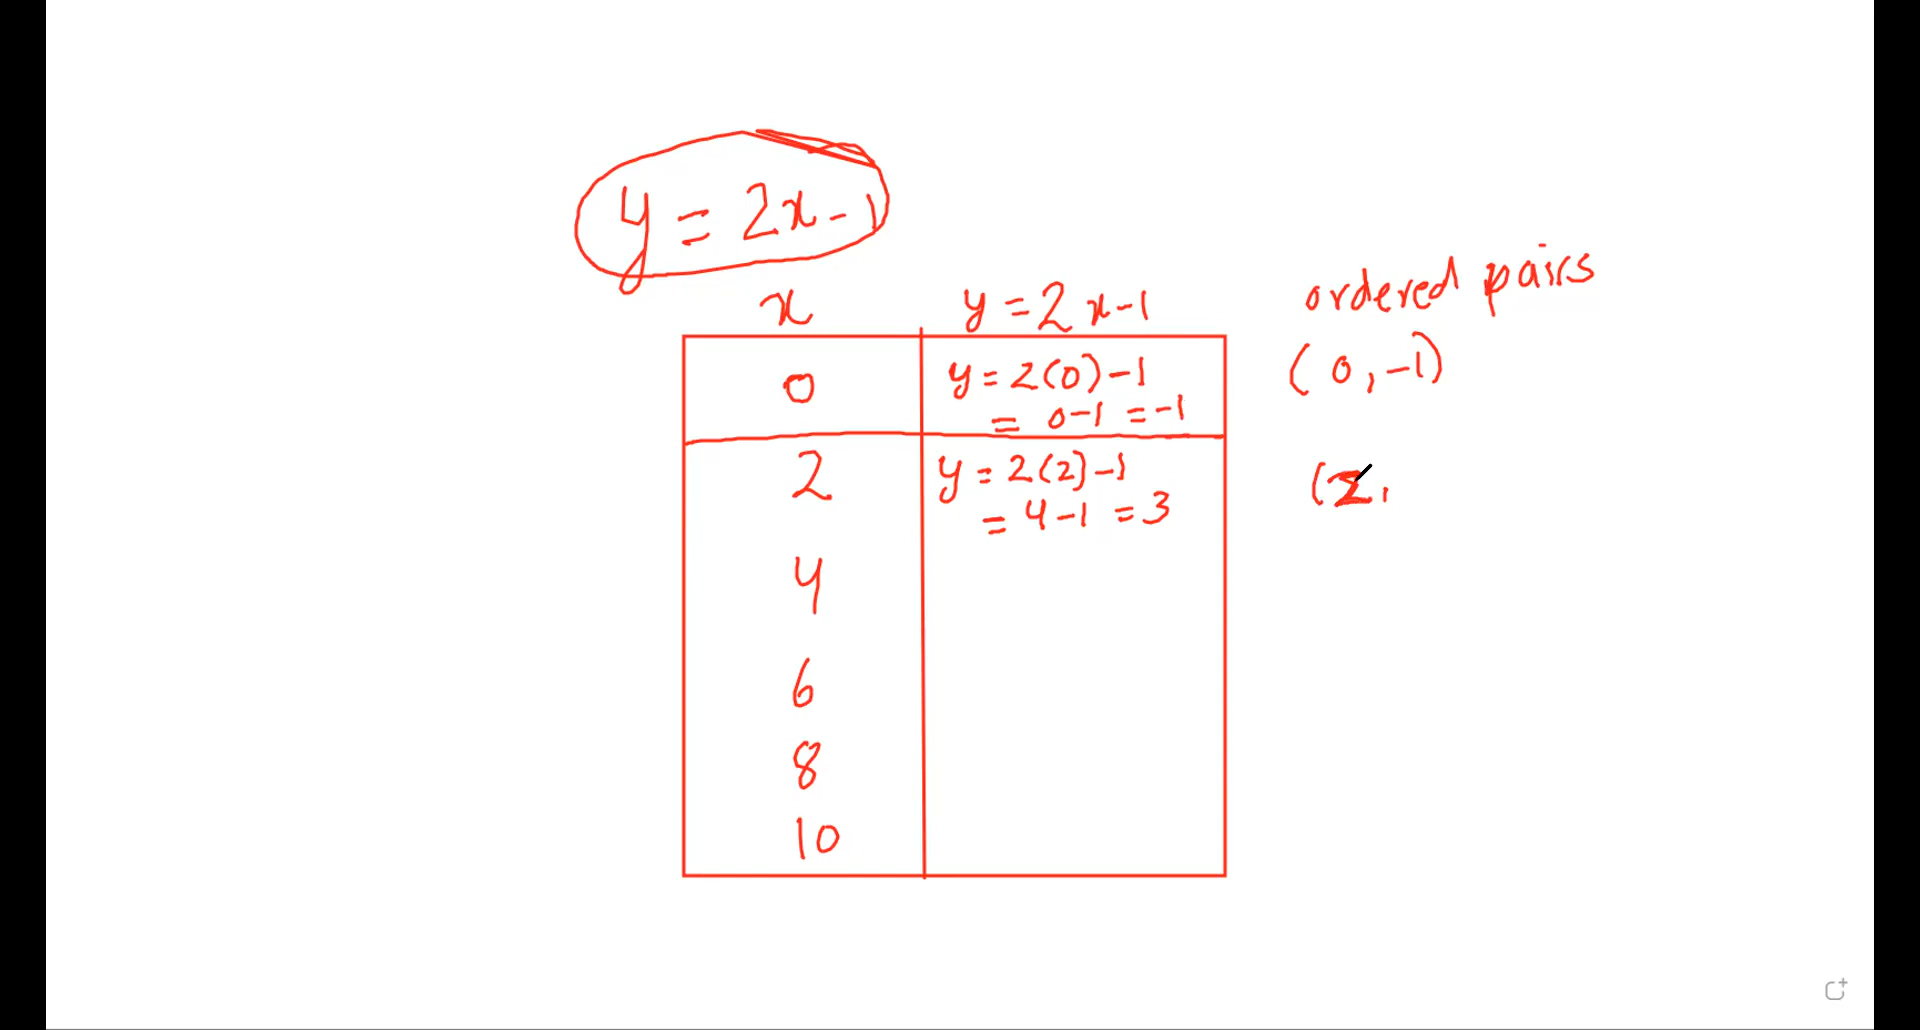 y = 2x - 1
x y = 2x - 1 ordered pairs
0 y = 2(0) - 1 (0, -1)
= 0 - 1 = -1
2 y = 2(2) - 1 (2,
= 4 - 1 = 3
4
6
8
10